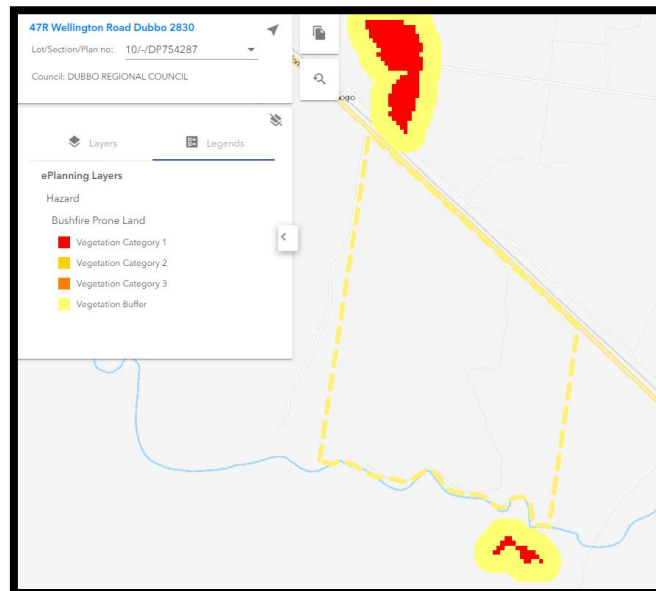 47R Wellington Road Dubbo 2830
Lot/Section/Plan no: 10/-/DP754287
Council: DUBBO REGIONAL COUNCIL
Layers Legends
ePlanning Layers
Hazard
Bushfire Prone Land
Vegetation Category 1
Vegetation Category 2
Vegetation Category 3
Vegetation Buffer